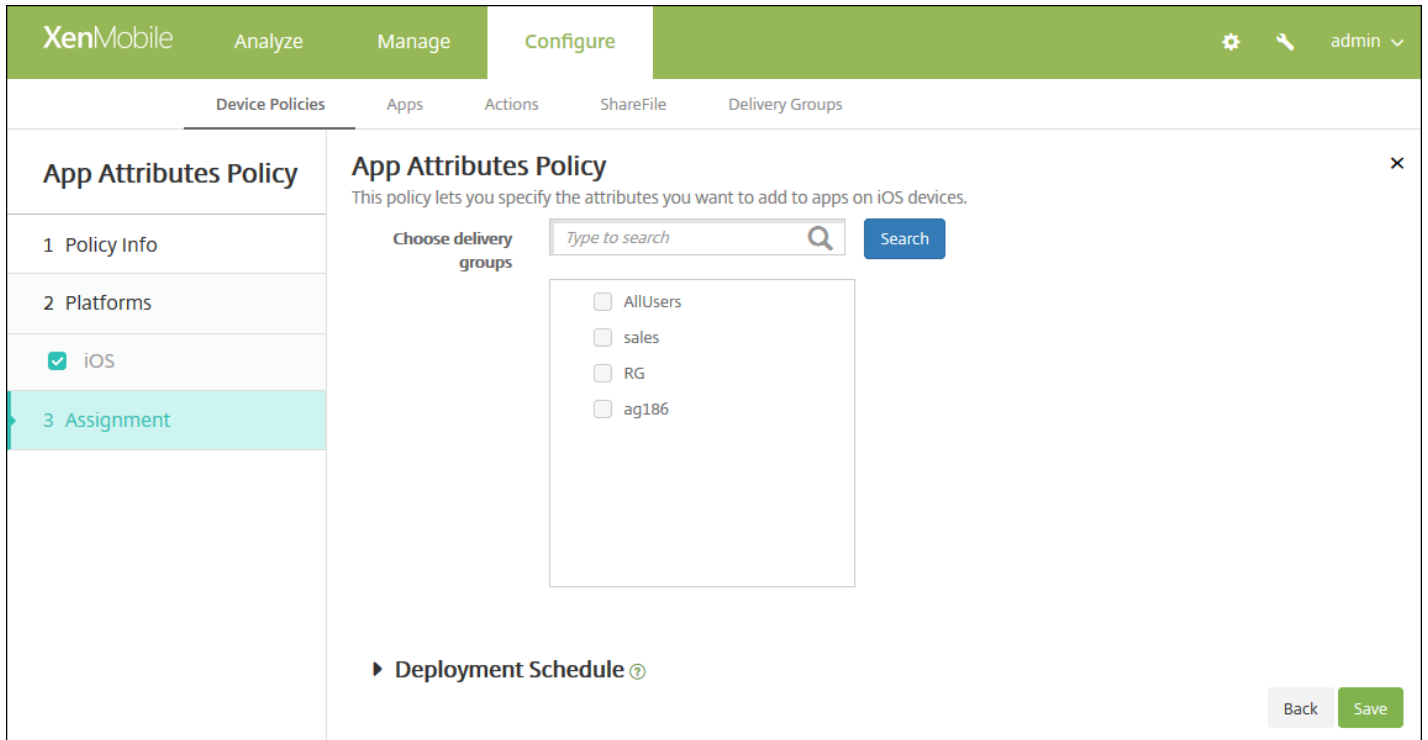 XenMobile Analyze Manage Configure admin
Device Policies Apps Actions ShareFile Delivery Groups
App Attributes Policy
1 Policy Info
2 Platforms
iOS
3 Assignment
App Attributes Policy
This policy lets you specify the attributes you want to add to apps on iOS devices.
Choose delivery
groups
Type to search
Search
AllUsers
sales
RG
ag186
Deployment Schedule ?
Back Save